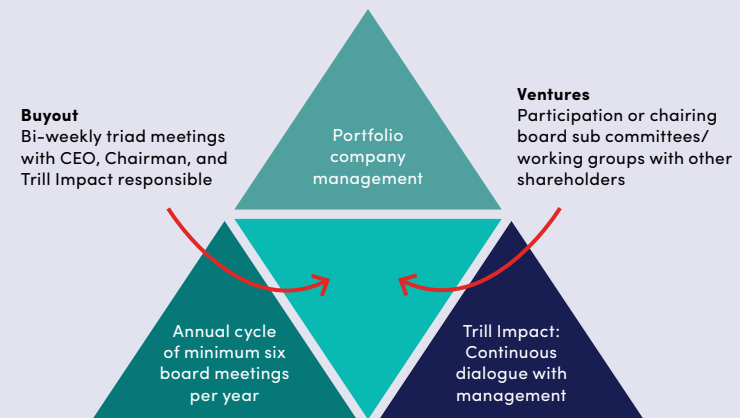 Buyout
Bi-weekly triad meetings
with CEO, Chairman, and
Trill Impact responsible
Portfolio
company
management
Ventures
Participation or chairing
board sub committees/
working groups with other
shareholders
Annual cycle
of minimum six
board meetings
per year
Trill Impact:
Continuous
dialogue with
management